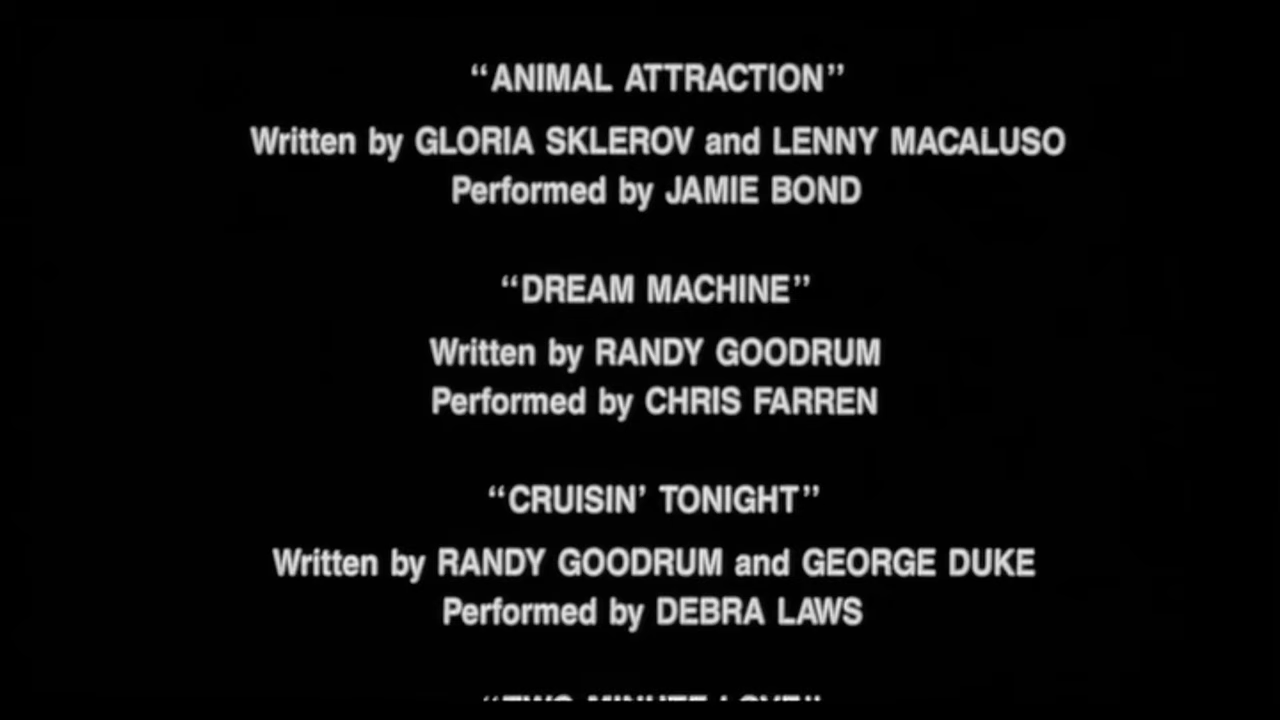 “ANIMAL ATTRACTION”
Written by GLORIA SKLEROV and LENNY MACALUSO
Performed by JAMIE BOND
“DREAM MACHINE”
Written by RANDY GOODRUM
Performed by CHRIS FARREN
“CRUISIN’ TONIGHT”
Written by RANDY GOODRUM and GEORGE DUKE
Performed by DEBRA LAWS